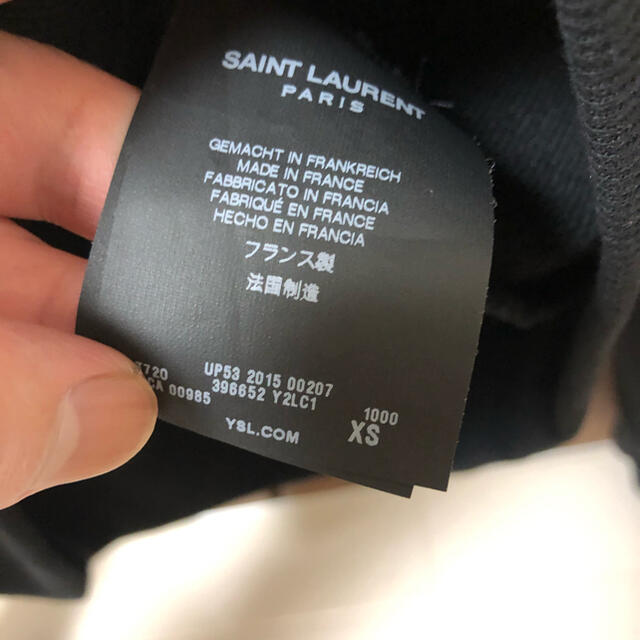 SAINT LAURENT
PARIS
GEMACHT IN FRANKREICH
MADE IN FRANCE
FABBRICATO IN FRANCIA
FABRIQUÉ EN FRANCE
HECHO EN FRANCIA
フランス製
法国制造
UP53 2015 00207
00985 396652 Y2LC1
1000
YSL.COM XS